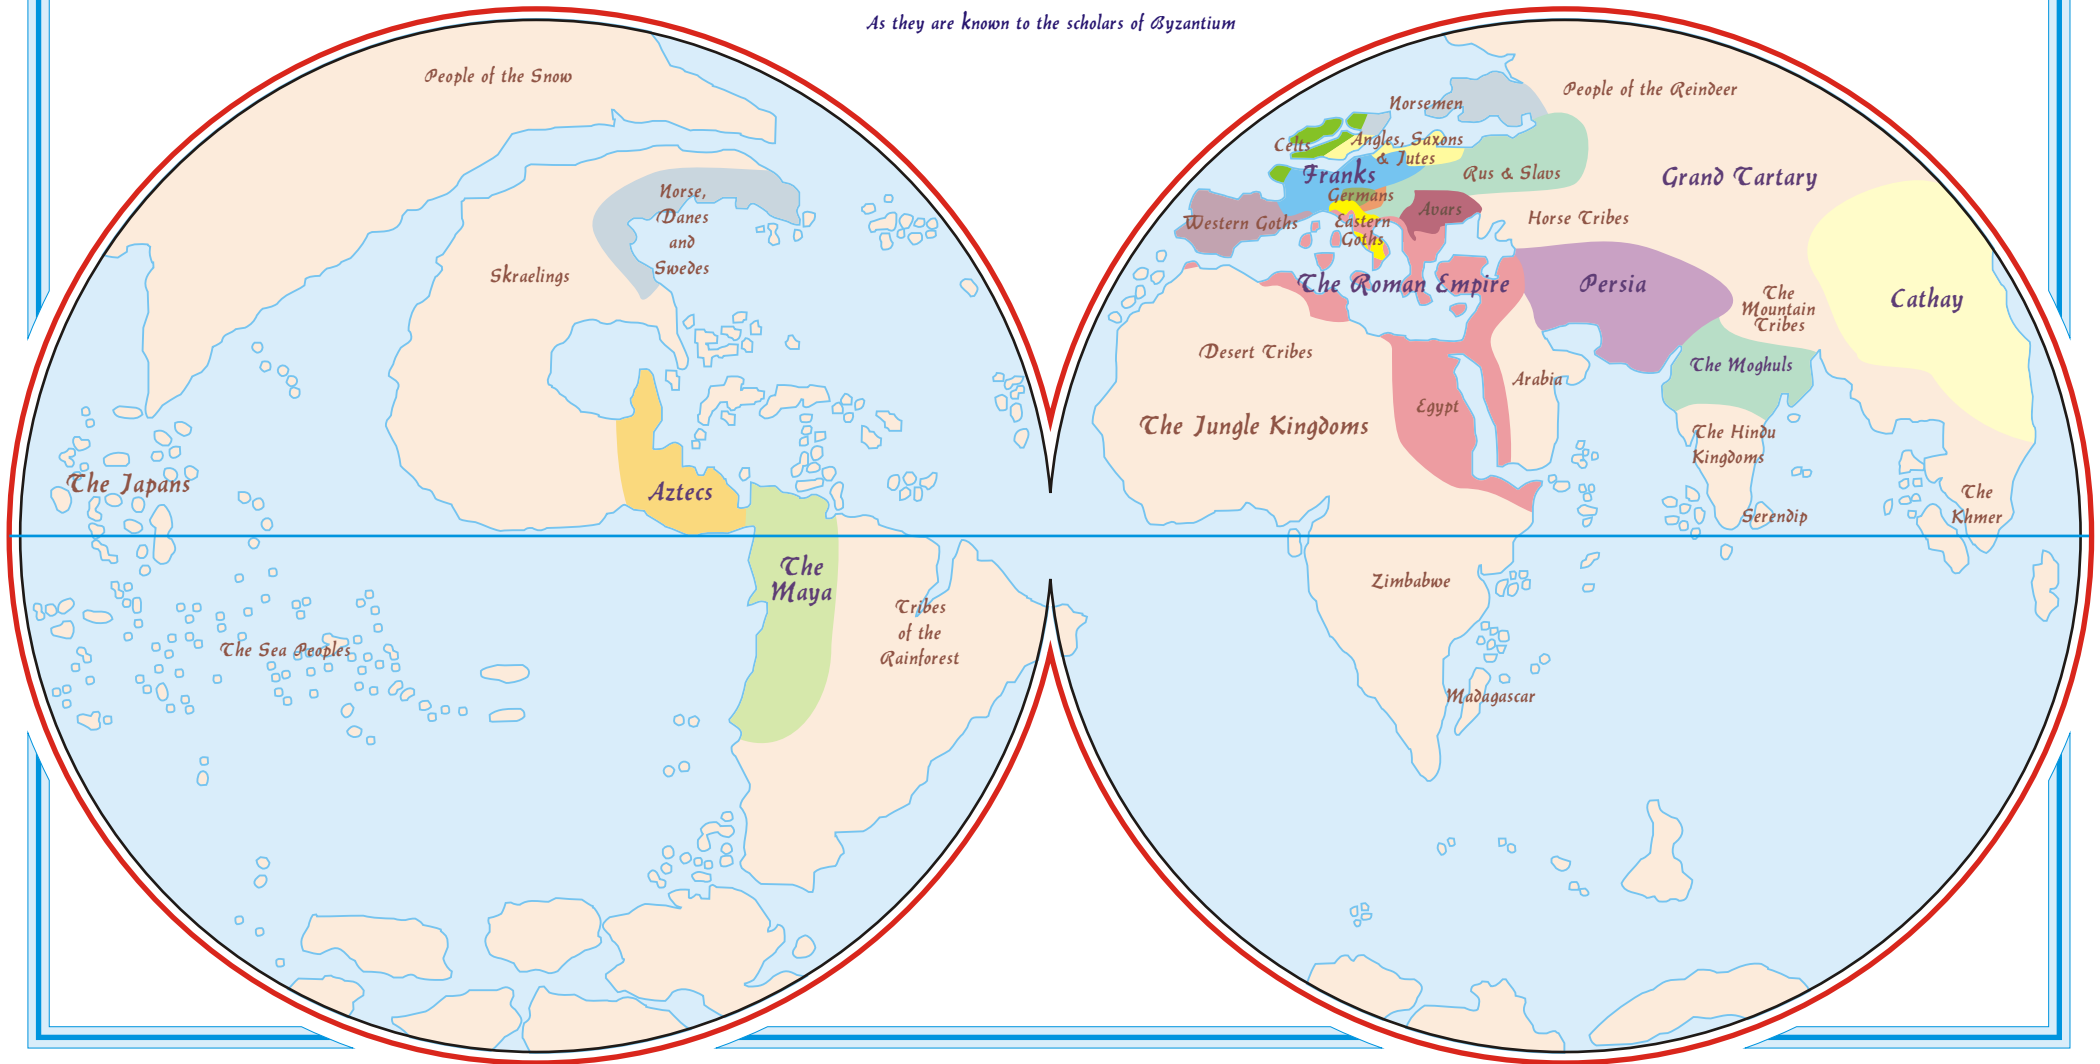 As they are known to the scholars of Byzantium
People of the Snow
Norse,
Danes
and
Swedes
Skraelings
The Japans
Aztecs
The
Maya
Tribes
of the
Rainforest
The Sea Peoples
People of the Reindeer
Norsemen
Celts
Angles, Saxons
& Jutes
Franks
Rus & Slavs
Grand Tartary
Germans
Avars
Western Goths
Eastern
Goths
Horse Tribes
The Roman Empire
Persia
The
Mountain
Tribes
Cathay
Desert Tribes
The Moghuls
Arabia
Egypt
The Jungle Kingdoms
The Hindu
Kingdoms
The
Khmer
Serendip
Zimbabwe
Madagascar